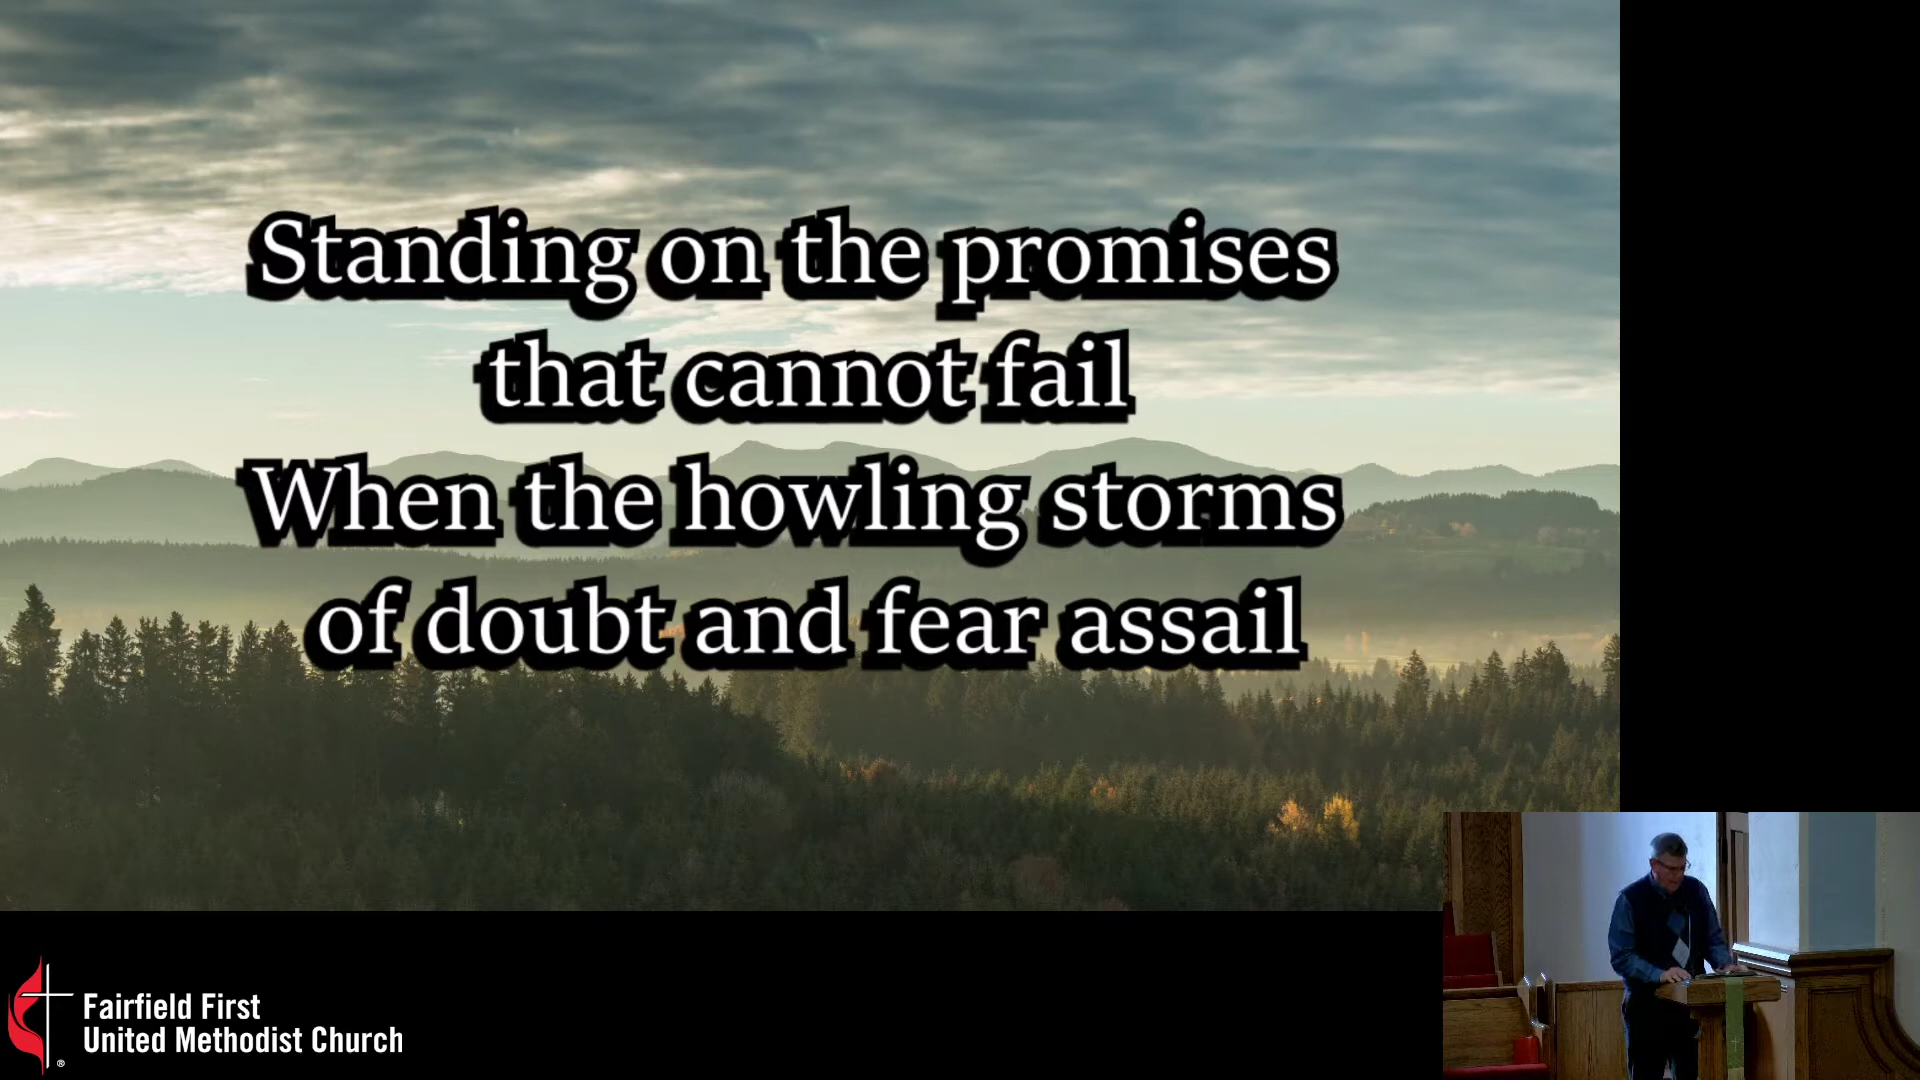 Standing on the promises
that cannot fail
When the howling storms
of doubt and fear assail
Fairfield First
United Methodist Church
®